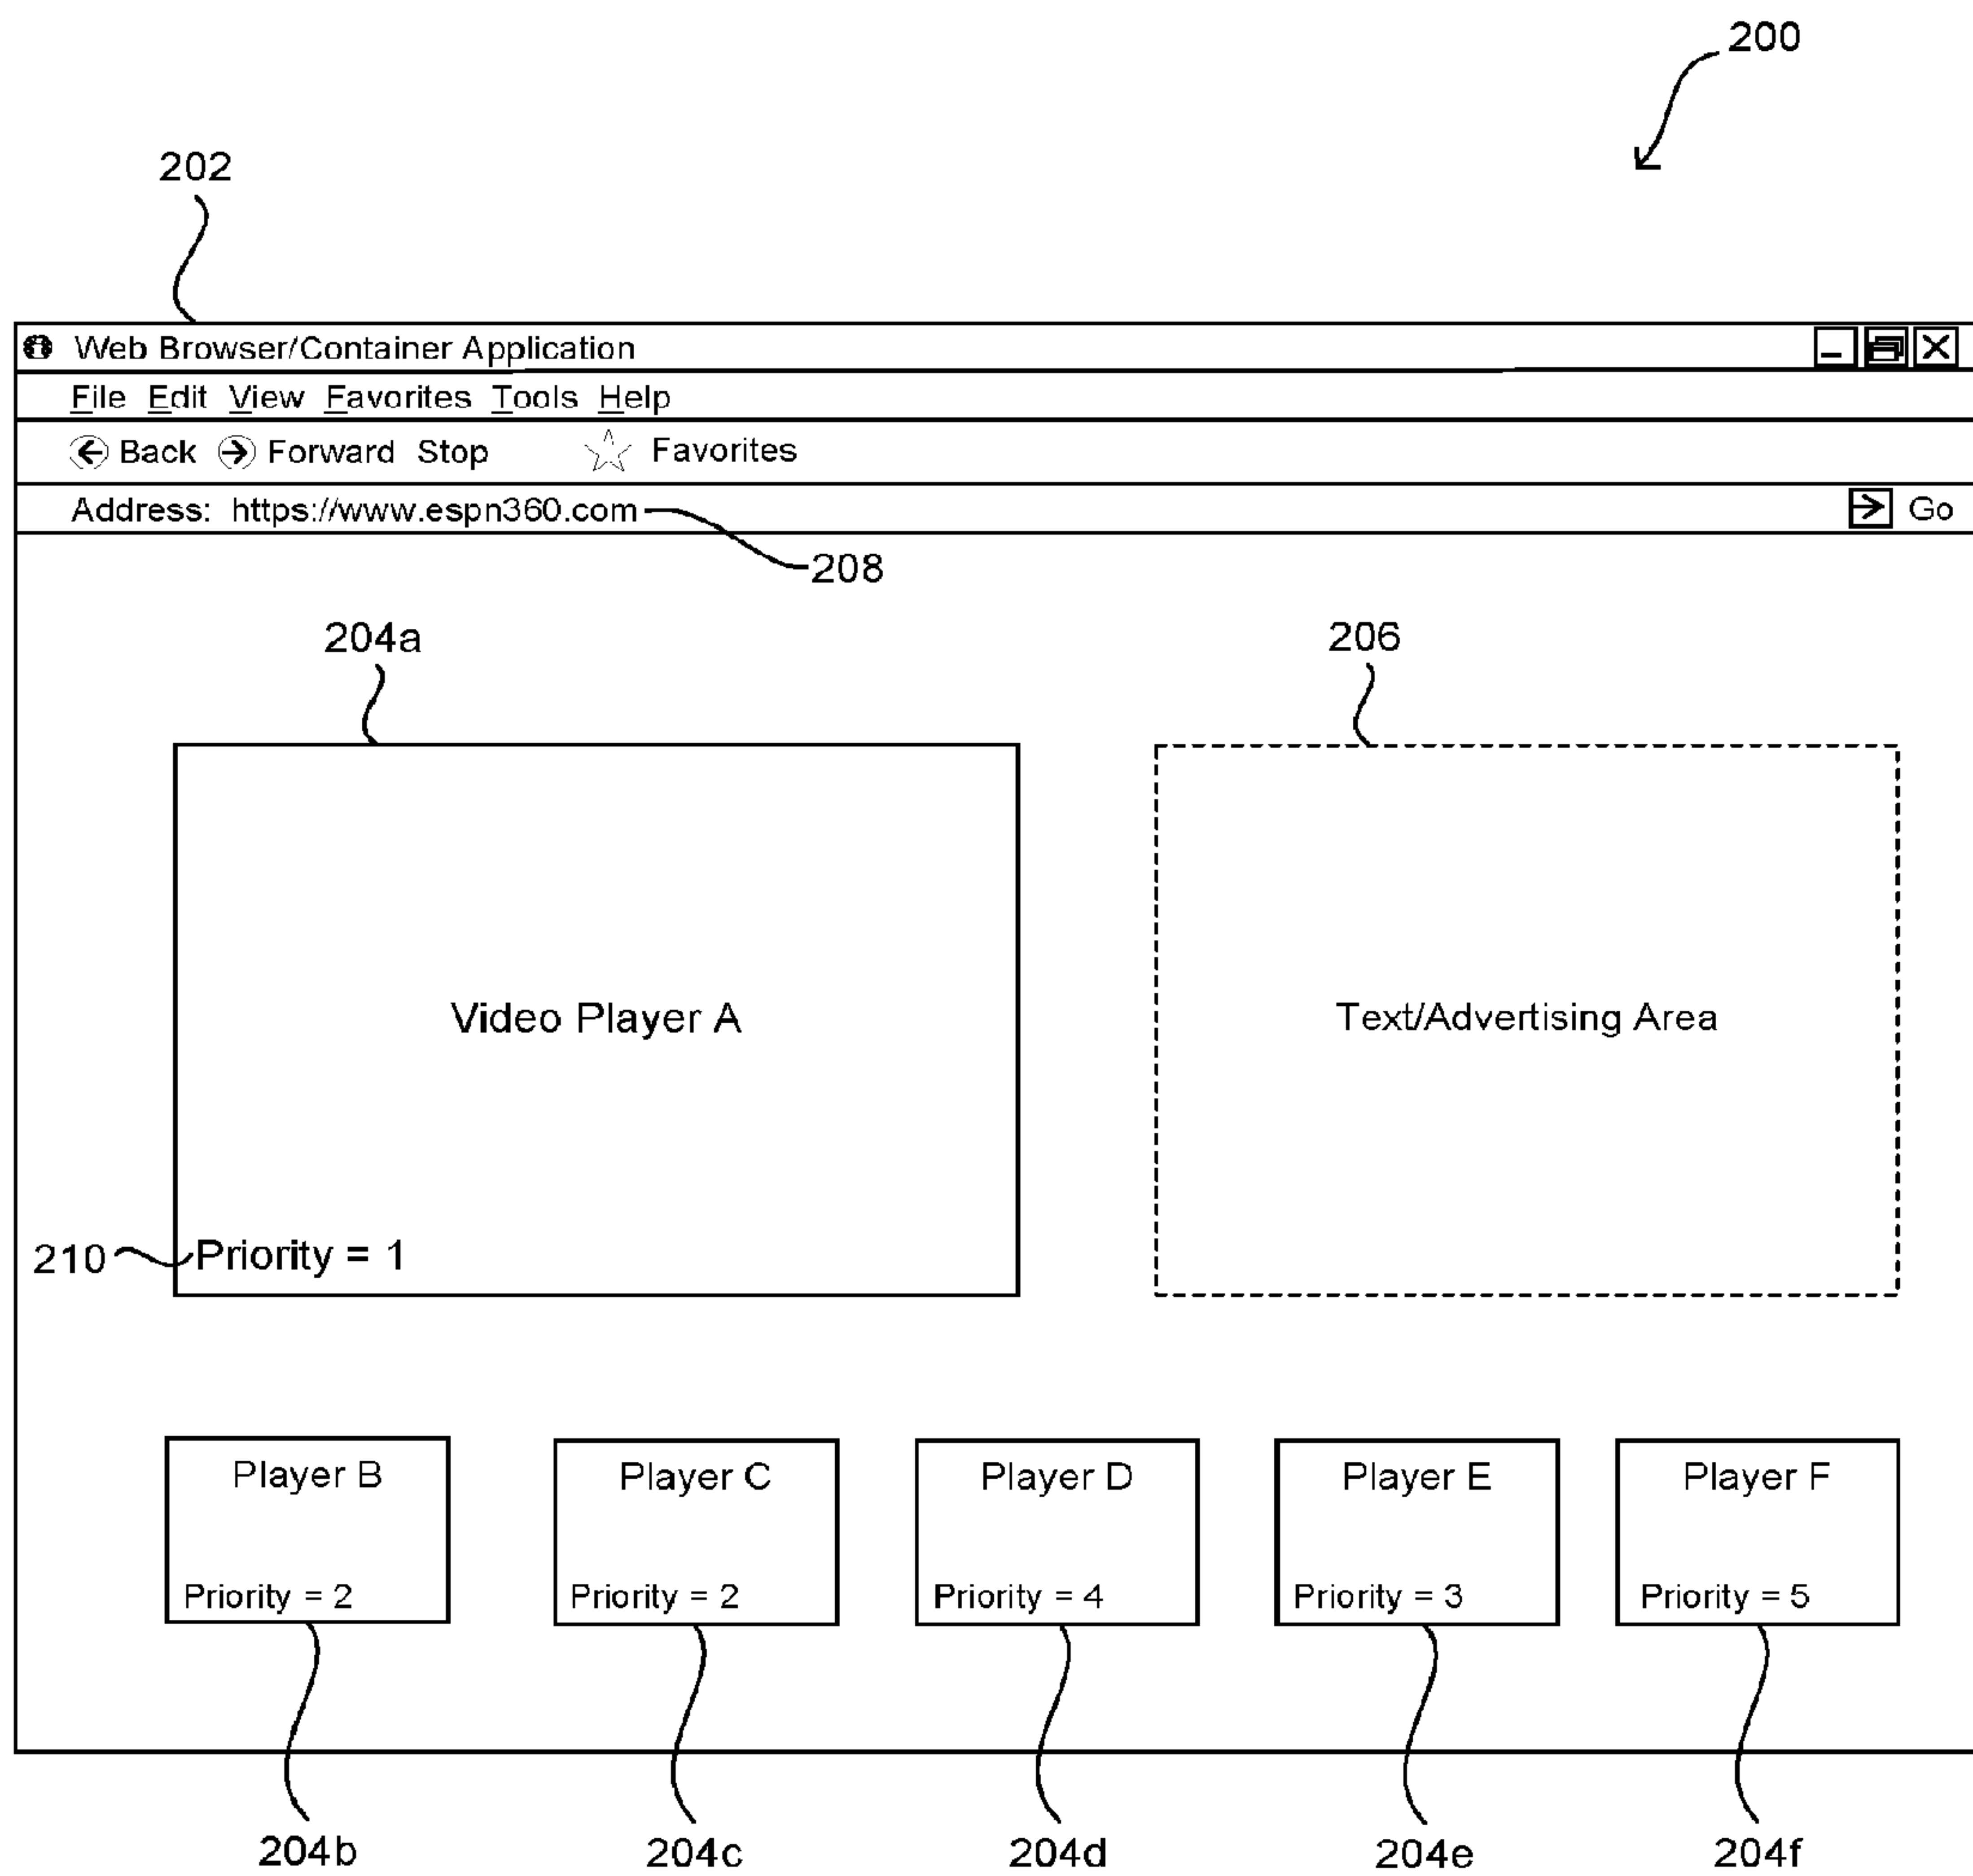 200
202
Web Browser/Container Application
File Edit View Favorites Tools Help
Back Forward Stop Favorites
Address: https://www.espn360.com Go
208
204a 206
Video Player A Text/Advertising Area
210 Priority = 1
Player B Player C Player D Player E Player F
Priority = 2 Priority = 2 Priority = 4 Priority = 3 Priority = 5
204b 204c 204d 204e 204f